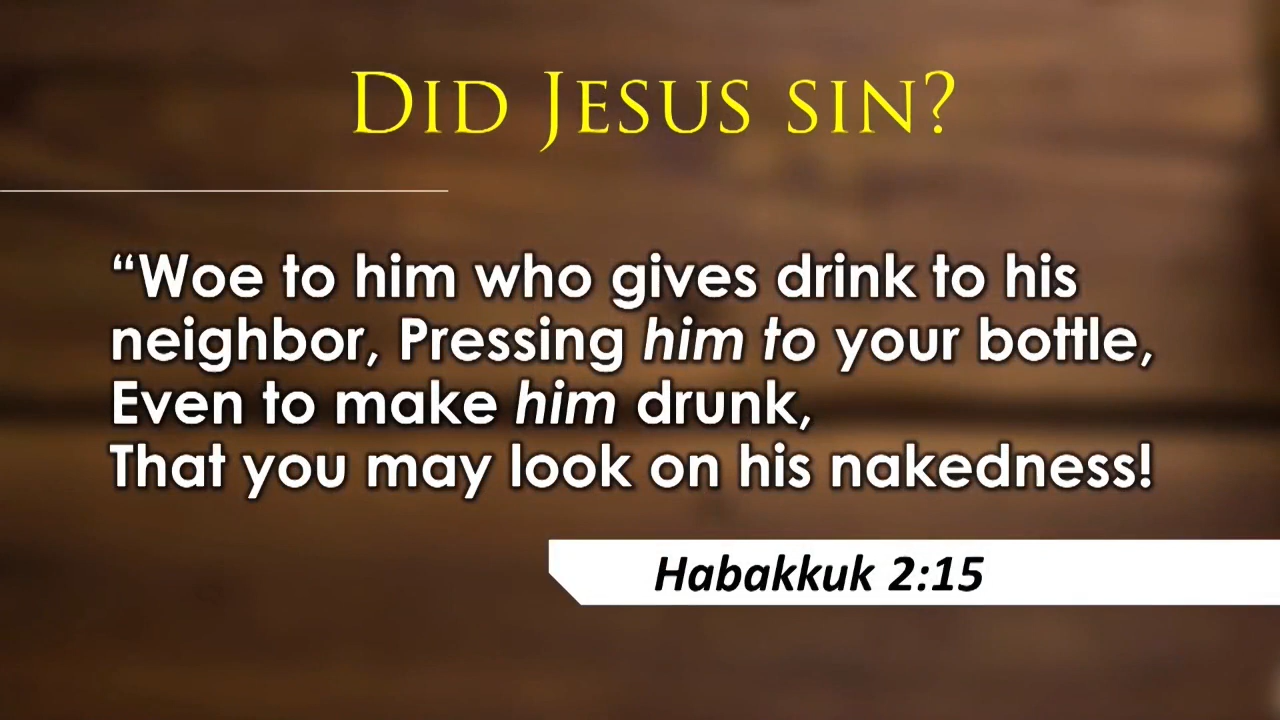 DID JESUS SIN?
“Woe to him who gives drink to his
neighbor, Pressing him to your bottle,
Even to make him drunk,
That you may look on his nakedness!
Habakkuk 2:15